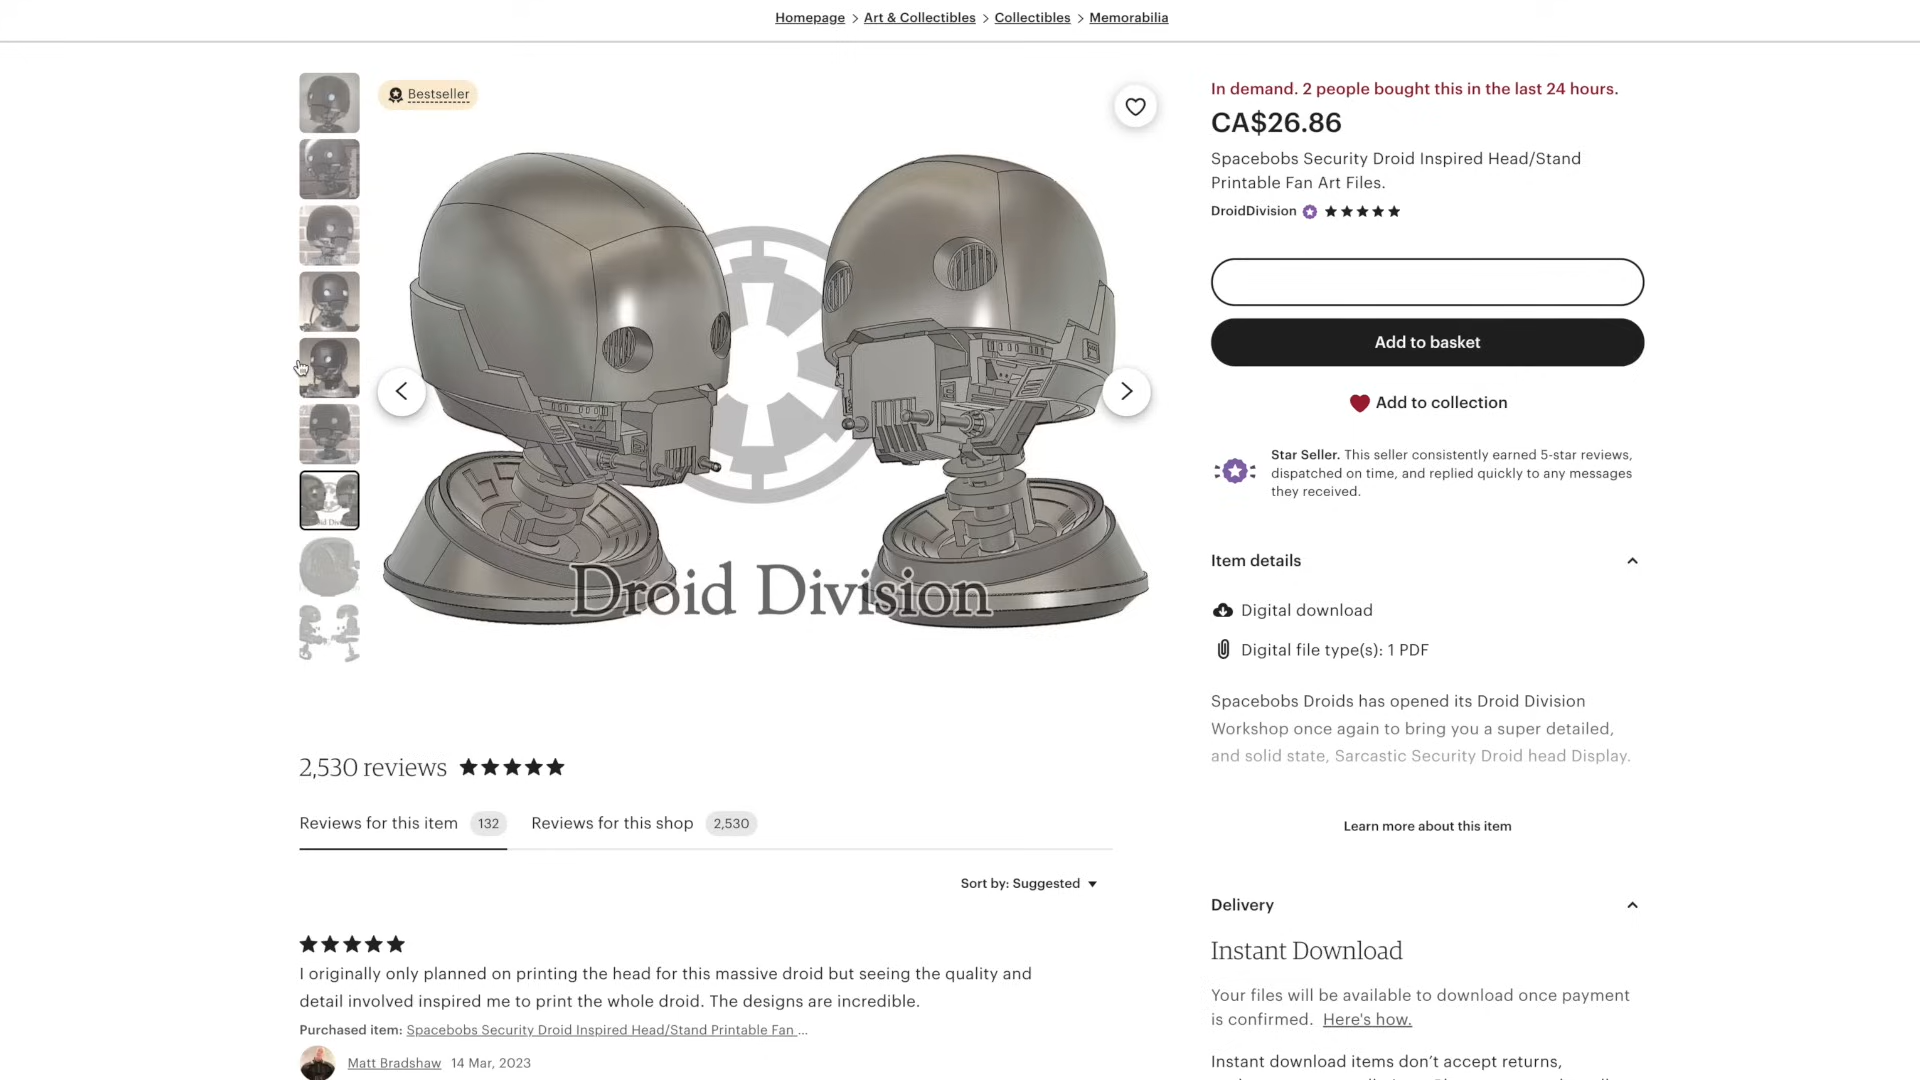 Homepage > Art & Collectibles > Collectibles > Memorabilia
Bestseller
Droid Division
In demand. 2 people bought this in the last 24 hours.
CA$26.86
Spacebobs Security Droid Inspired Head/Stand
Printable Fan Art Files.
DroidDivision
Add to basket
Add to collection
Star Seller. This seller consistently earned 5-star reviews,
dispatched on time, and replied quickly to any messages
they received.
Item details
Digital download
Digital file type(s): 1 PDF
Spacebobs Droids has opened its Droid Division
Workshop once again to bring you a super detailed,
and solid state, Sarcastic Security Droid head Display.
Learn more about this item
Delivery
Instant Download
Your files will be available to download once payment
is confirmed. Here's how.
Instant download items don’t accept returns,
2,530 reviews
Reviews for this item 132 Reviews for this shop 2,530
Sort by: Suggested
I originally only planned on printing the head for this massive droid but seeing the quality and
detail involved inspired me to print the whole droid. The designs are incredible.
Purchased item: Spacebobs Security Droid Inspired Head/Stand Printable Fan ...
Matt Bradshaw 14 Mar, 2023